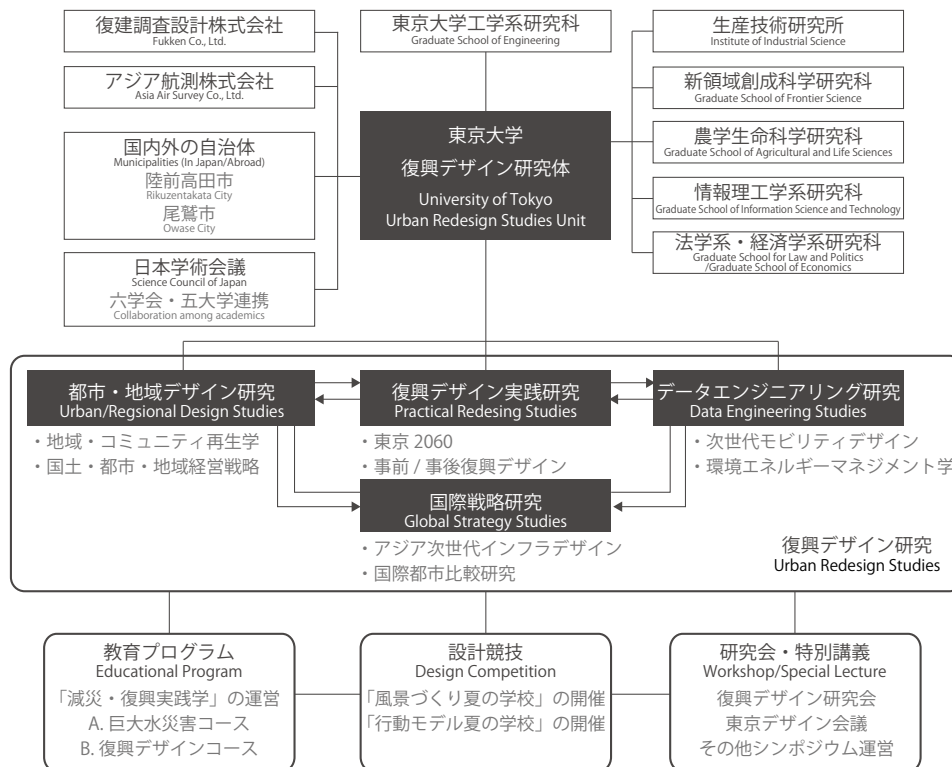 復建調査設計株式会社
Fukken Co., Ltd.
アジア航測株式会社
Asia Air Survey Co., Ltd.
国内外の自治体
Municipalities (In Japan/Abroad)
陸前高田市
Rikuzentakata City
尾鷲市
Owase City
日本学術会議
Science Council of Japan
六学会・五大学連携
Collaboration among academics
東京大学工学系研究科
Graduate School of Engineering
東京大学
復興デザイン研究体
University of Tokyo
Urban Redesign Studies Unit
生産技術研究所
Institute of Industrial Science
新領域創成科学研究科
Graduate School of Frontier Science
農学生命科学研究科
Graduate School of Agricultural and Life Sciences
情報理工学系研究科
Graduate School of Information Science and Technology
法学系・経済学系研究科
Graduate School for Law and Politics
/Graduate School of Economics
都市・地域デザイン研究
Urban/Regsional Design Studies
・地域・コミュニティ再生学
・国土・都市・地域経営戦略
復興デザイン実践研究
Practical Redesing Studies
・東京 2060
・事前 / 事後復興デザイン
データエンジニアリング研究
Data Engineering Studies
・次世代モビリティデザイン
・環境エネルギーマネジメント学
国際戦略研究
Global Strategy Studies
・アジア次世代インフラデザイン
・国際都市比較研究
復興デザイン研究
Urban Redesign Studies
教育プログラム
Educational Program
「減災・復興実践学」の運営
A. 巨大水災害コース
B. 復興デザインコース
設計競技
Design Competition
「風景づくり夏の学校」の開催
「行動モデル夏の学校」の開催
研究会・特別講義
Workshop/Special Lecture
復興デザイン研究会
東京デザイン会議
その他シンポジウム運営